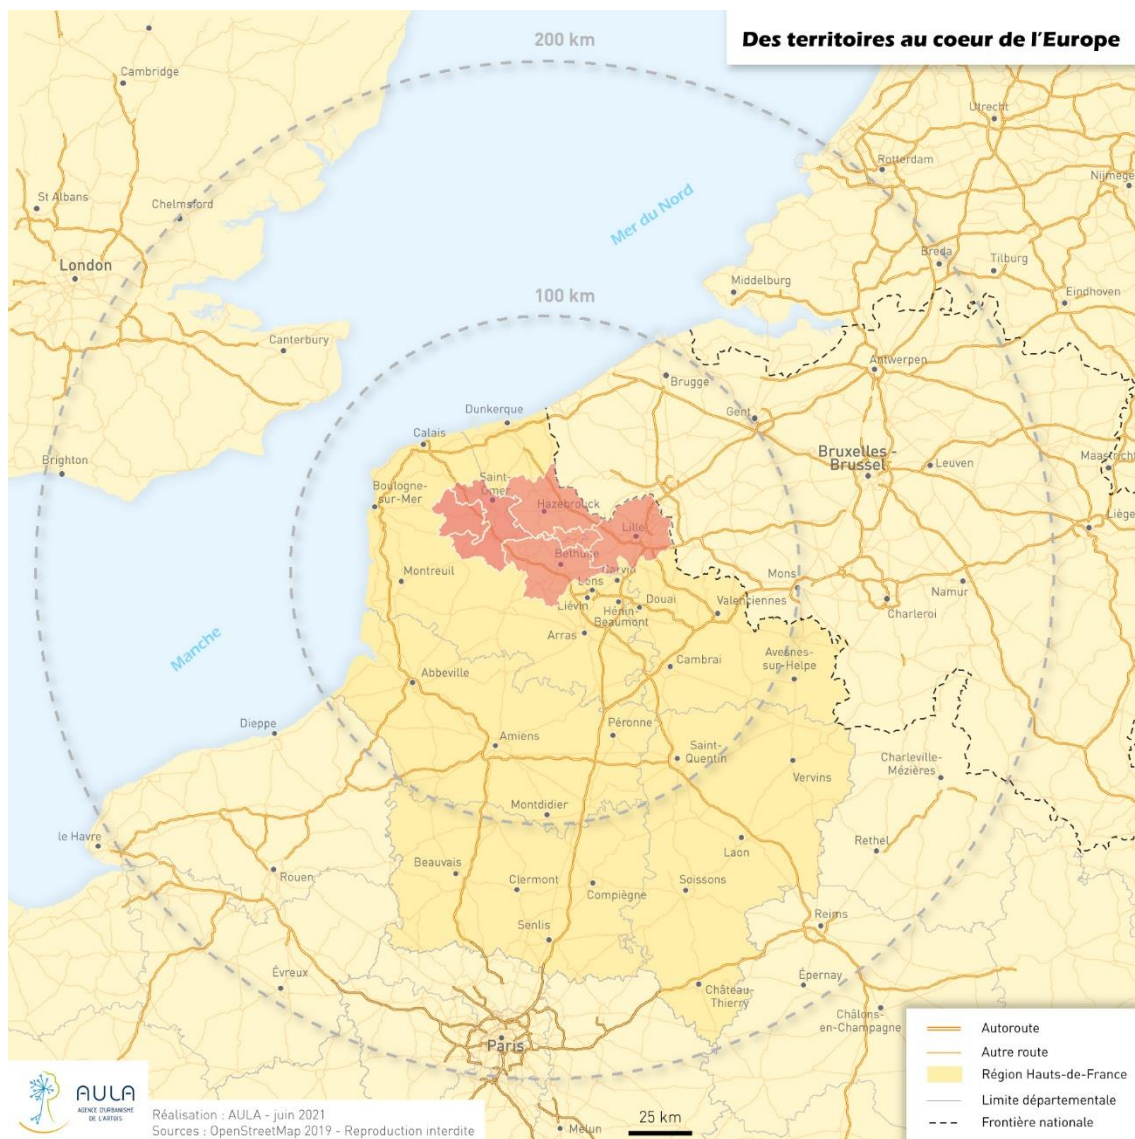 200 km
Des territoires au coeur de l'Europe
Cambridge
Utrecht
Rotterdam
Nijmege
St Albans
Chelmsford
Mer du Nord
London
Breda
Tilburg
Middelburg
Eindhoven
100 km
Canterbury
Antwerpen
Brugge
Dunkerque
Gent
Calais
Bruxelles -
Brussel
Brighton
Leuven
Maastricht
Boulogne-
sur-Mer
Saint-
Omer
Hazebrouck
Liège
Lille
Béthune
Montreuil
Carvin
Lens
Mons
Namur
Liévin
Douai
Hénin-
Beaumont
Valenciennes
Charleroi
Arras
Manche
Avesnes-
sur-Helpe
Cambrai
Abbeville
Dieppe
Péronne
Amiens
Saint-
Quentin
Charleville-
Mézières
Vervins
Montdidier
le Havre
Rethel
Laon
Beauvais
Rouen
Clermont
Compiègne
Soissons
Senlis
Reims
Évreux
Épernay
Château-
Thierry
Châlons-
en-Champagne
Paris
Melun
Autoroute
Autre route
Région Hauts-de-France
Limite départementale
Frontière nationale
AULA
AGENCE D'URBANISME
DE L'ARTOIS
Réalisation : AULA - juin 2021
Sources : OpenStreetMap 2019 - Reproduction interdite
25 km